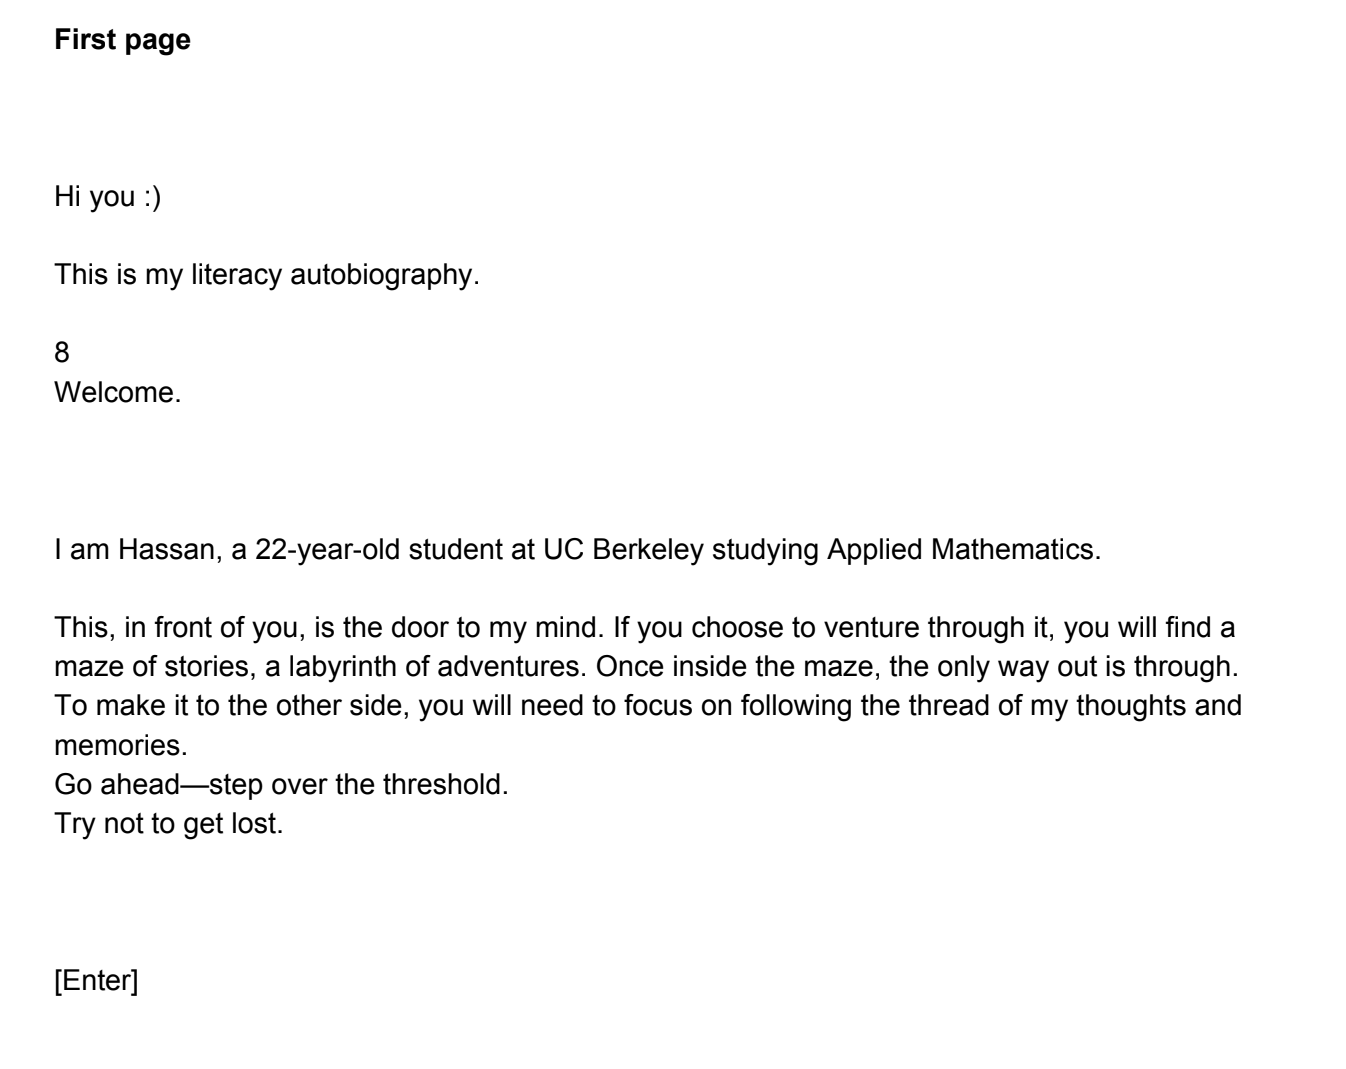 First page
Hi you :)
This is my literacy autobiography.
8
Welcome.
I am Hassan, a 22-year-old student at UC Berkeley studying Applied Mathematics.
This, in front of you, is the door to my mind. If you choose to venture through it, you will find a
maze of stories, a labyrinth of adventures. Once inside the maze, the only way out is through.
To make it to the other side, you will need to focus on following the thread of my thoughts and
memories.
Go ahead—step over the threshold.
Try not to get lost.
[Enter]